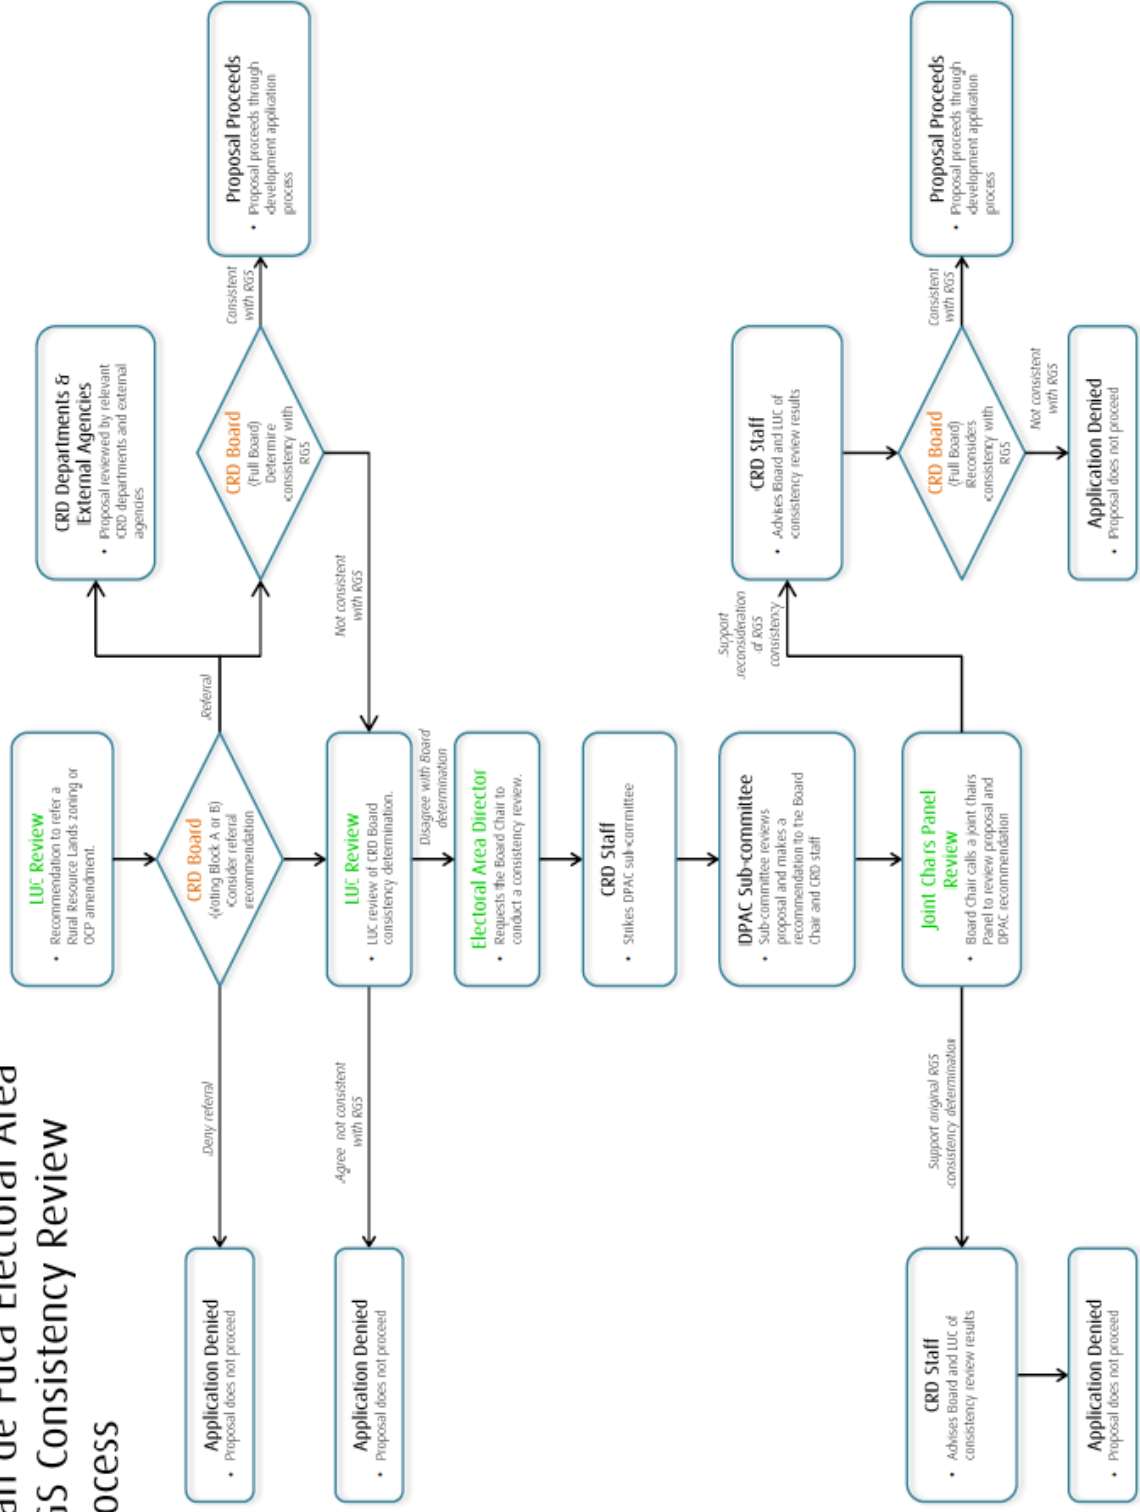 de Fuca Electoral Area
GS Consistency Review
ocess
LUC Review
• Recommendation to refer a
Rural Resource Lands zoning or
OCP amendment.
CRD Departments &
External Agencies
• Proposal reviewed by relevant
CRD departments and external
agencies
Application Denied
• Proposal does not proceed
Deny referral
CRD Board
(Voting Block A or B)
Consider referral
recommendation
Referral
CRD Board
(Full Board)
Determine
consistency with
RGS
Consistent
with RGS
Proposal Proceeds
• Proposal proceeds through
development application
process
Not consistent
with RGS
Application Denied
• Proposal does not proceed
Agree not consistent
with RGS
LUC Review
• LUC review of CRD Board
consistency determination.
Disagree with Board
determination
Electoral Area Director
• Requests the Board Chair to
conduct a consistency review.
CRD Staff
• Strikes DPAC sub-committee
DPAC Sub-committee
• Sub-committee reviews
proposal and makes a
recommendation to the Board
chair and CRD staff
Support
reconsideration
of RGS
consistency
CRD Staff
• Advises Board and LUC of
consistency review results
Joint Chairs Panel
Review
• Board Chair calls a Joint Chairs
Panel to review proposal and
DPAC recommendation
Support original RGS
consistency determination
CRD Staff
• Advises Board and LUC of
consistency review results
Application Denied
• Proposal does not proceed
CRD Board
(Full Board)
Reconsiders
consistency with
RGS
Consistent
with RGS
Proposal Proceeds
• Proposal proceeds through
development application
process
Not consistent
with RGS
Application Denied
• Proposal does not proceed